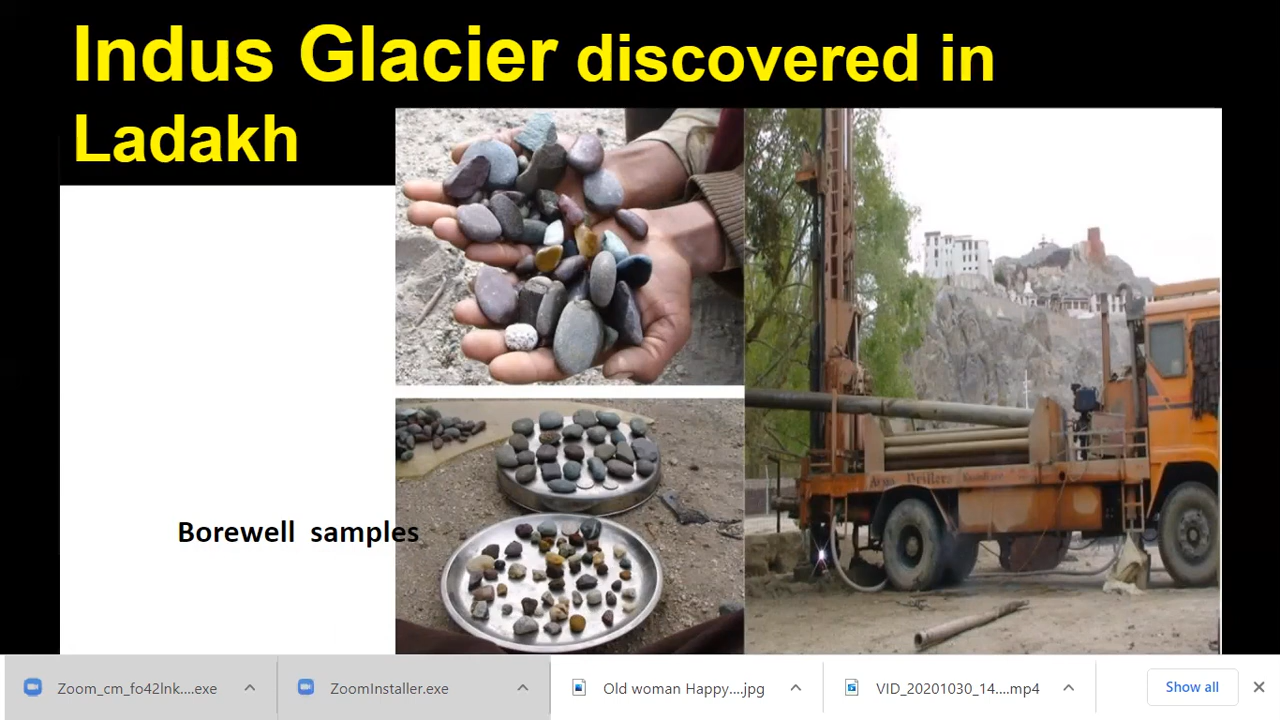 Indus Glacier discovered in
Ladakh
Borewell  samples
Drillers
Zoom_cm_fo42lnk....exe
ZoomInstaller.exe
Old woman Happy....jpg
VID_20201030_14....mp4
Show all